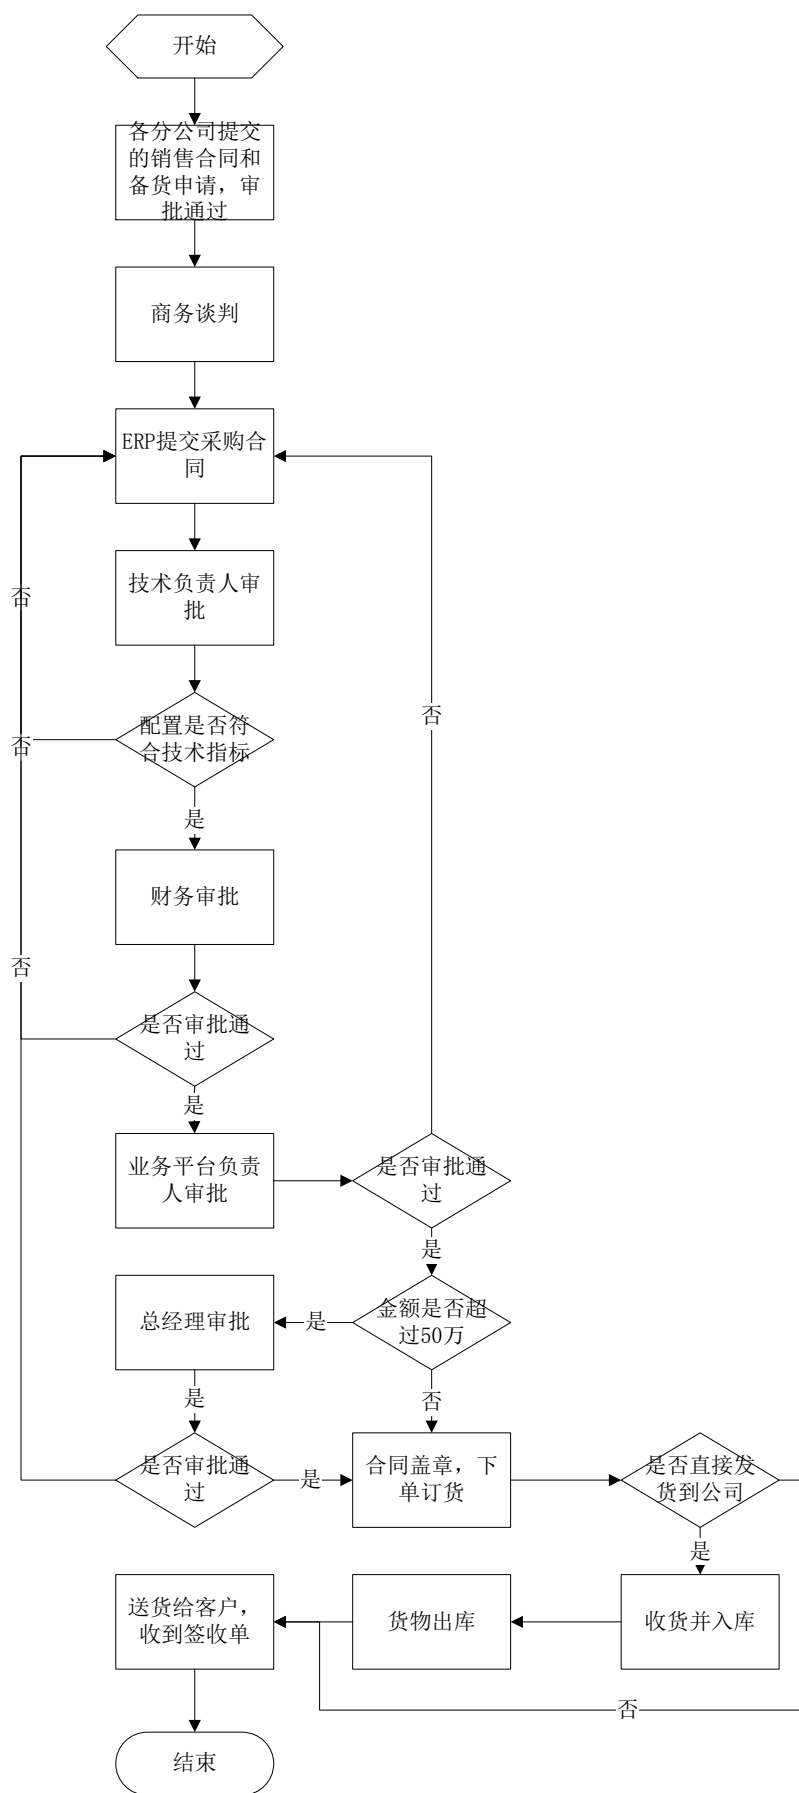 开始
各分公司提交
的销售合同和
备货申请，审
批通过
商务谈判
ERP提交采购合
同
技术负责人审
批
否
配置是否符
合技术指标
否
否
是
财务审批
否
是否审批通
过
是
业务平台负责
人审批
是否审批通
过
是
总经理审批
是
金额是否超
过50万
是
否
是否审批通
过
是
合同盖章，下
单订货
是否直接发
货到公司
是
送货给客户，
收到签收单
货物出库
收货并入库
否
结束